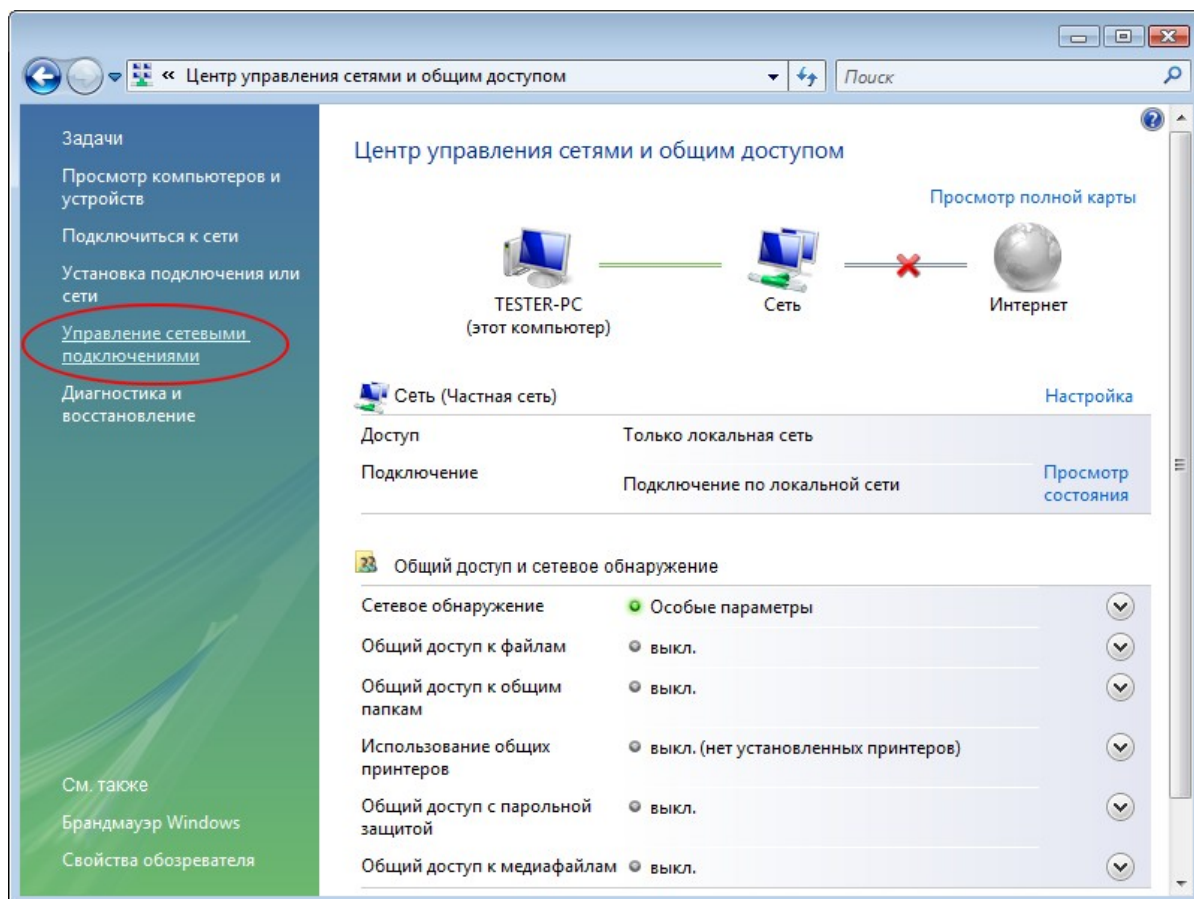 « Центр управления сетями и общим доступом
Поиск
Задачи
Просмотр компьютеров и
устройств
Подключиться к сети
Установка подключения или
сети
Управление сетевыми
подключениями
Диагностика и
восстановление
См. также
Брандмауэр Windows
Свойства обозревателя
Центр управления сетями и общим доступом
Просмотр полной карты
TESTER-PC
(этот компьютер)
Сеть
Интернет
Сеть (Частная сеть)
Настройка
Доступ
Только локальная сеть
Подключение
Подключение по локальной сети
Просмотр
состояния
Общий доступ и сетевое обнаружение
Сетевое обнаружение
Особые параметры
Общий доступ к файлам
выкл.
Общий доступ к общим
папкам
выкл.
Использование общих
принтеров
выкл. (нет установленных принтеров)
Общий доступ с парольной
защитой
выкл.
Общий доступ к медиафайлам
выкл.